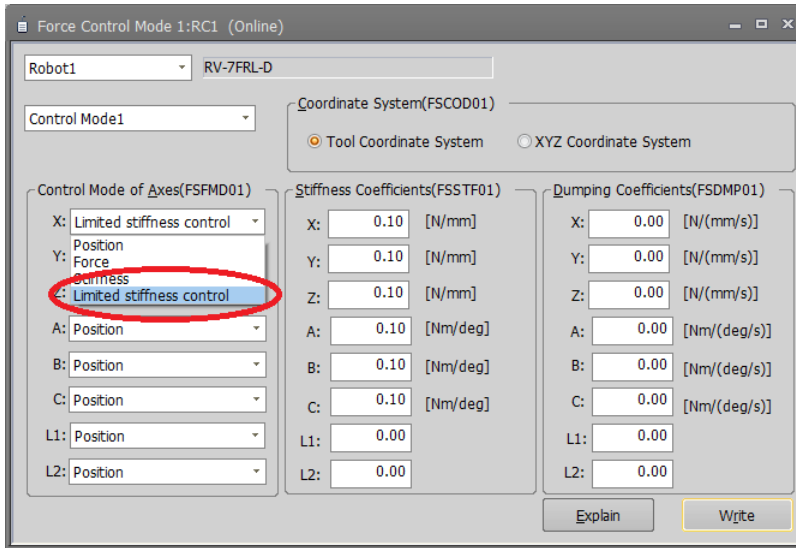 Force Control Mode 1:RC1 (Online)
Robot1 RV-7FRL-D
Control Mode1
Coordinate System(FSCOD01)
Tool Coordinate System XYZ Coordinate System
Control Mode of Axes(FSFMD01)
X: Limited stiffness control
Position
Y: Force
Stiffness
Z: Limited stiffness control
A: Position
B: Position
C: Position
L1: Position
L2: Position
Stiffness Coefficients(FSSTF01)
X: 0.10 [N/mm]
Y: 0.10 [N/mm]
Z: 0.10 [N/mm]
A: 0.10 [Nm/deg]
B: 0.10 [Nm/deg]
C: 0.10 [Nm/deg]
L1: 0.00
L2: 0.00
Dumping Coefficients(FSDMP01)
X: 0.00 [N/(mm/s)]
Y: 0.00 [N/(mm/s)]
Z: 0.00 [N/(mm/s)]
A: 0.00 [Nm/(deg/s)]
B: 0.00 [Nm/(deg/s)]
C: 0.00 [Nm/(deg/s)]
L1: 0.00
L2: 0.00
Explain Write